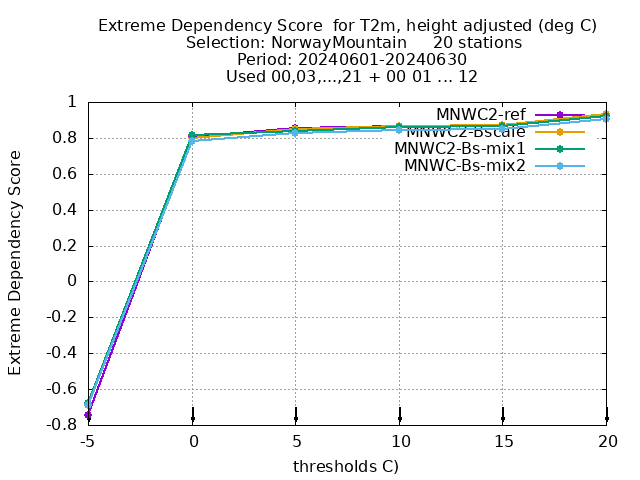 Extreme Dependency Score  for T2m, height adjusted (deg C)
Selection: NorwayMountain     20 stations
Period: 20240601-20240630
Used 00,03,...,21 + 00 01 ... 12
Extreme Dependency Score
1
0.8
0.6
0.4
0.2
0
-0.2
-0.4
-0.6
-0.8
MNWC2-ref
MNWC2-Bstale
MNWC2-Bs-mix1
MNWC-Bs-mix2
-5 0 5 10 15 20
thresholds C)